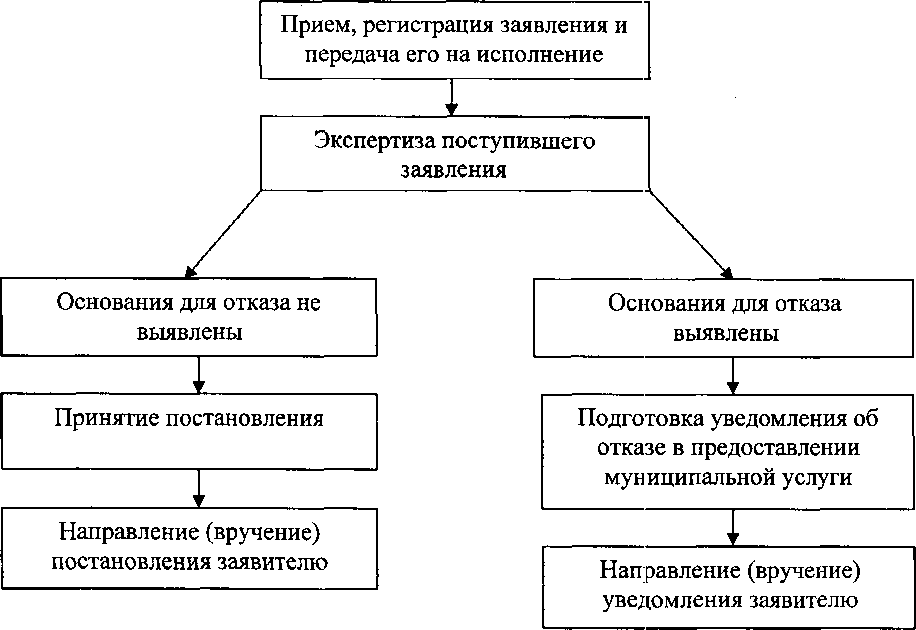 Прием, регистрация заявления и
передача его на исполнение
Экспертиза поступившего
заявления
Основания для отказа не
выявлены
Принятие постановления
Направление (вручение)
постановления заявителю
Основания для отказа
выявлены
Подготовка уведомления об
отказе в предоставлении
муниципальной услуги
Направление (вручение)
уведомления заявителю